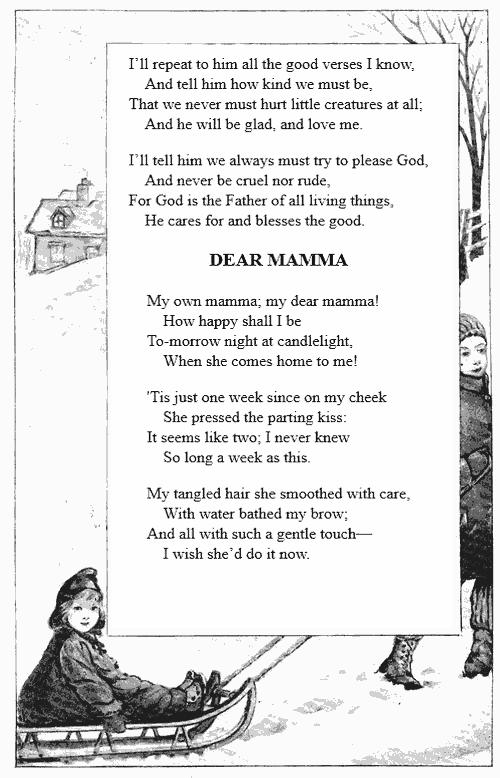 I’ll repeat to him all the good verses I know,
And tell him how kind we must be,
That we never must hurt little creatures at all;
And he will be glad, and love me.
I’ll tell him we always must try to please God,
And never be cruel nor rude,
For God is the Father of all living things,
He cares for and blesses the good.
DEAR MAMMA
My own mamma; my dear mamma!
How happy shall I be
To-morrow night at candlelight,
When she comes home to me!
'Tis just one week since on my cheek
She pressed the parting kiss:
It seems like two; I never knew
So long a week as this.
My tangled hair she smoothed with care,
With water bathed my brow;
And all with such a gentle touch—
I wish she’d do it now.